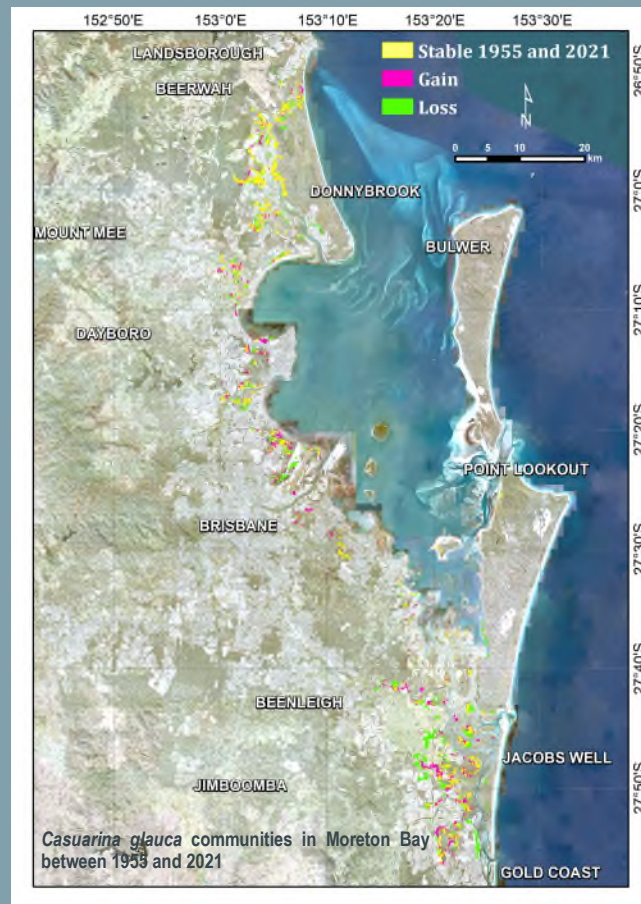 152°50'E 153°0'E 153°10'E 153°20'E 153°30'E
LANDSBOROUGH
Stable 1955 and 2021
Gain
Loss
BEERWAH
26°50'S
N
0 5 10 20
km
27°0'S
DONNYBROOK
MOUNT MEE
BULWER
27°10'S
DAYBORO
27°20'S
POINT LOOKOUT
BRISBANE
27°30'S
27°40'S
BEENLEIGH
JACOBS WELL
JIMBOOMBA
27°50'S
Casuarina glauca communities in Moreton Bay
between 1955 and 2021
GOLD COAST